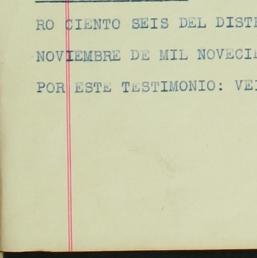 RO CIENTO SEIS DEL DIST
NOVIEMBRE DE MIL NOVECI
POR ESTE TESTIMONIO: VE